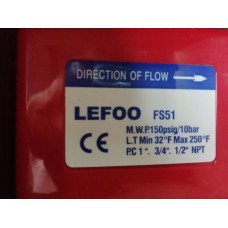 DIRECTION OF FLOW
LEFOO FS51
CE M.W.P.150psig/10bar
L.T Min 32°F Max 250°F
P.C 1". 3/4". 1/2" NPT